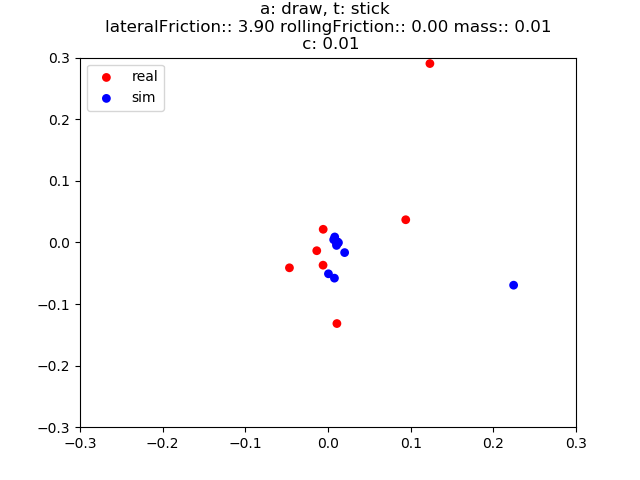 a: draw, t: stick
lateralFriction:: 3.90 rollingFriction:: 0.00 mass:: 0.01
c: 0.01
real
sim
0.3
0.2
0.1
0.0
−0.1
−0.2
−0.3
−0.3
−0.2
−0.1
0.0
0.1
0.2
0.3